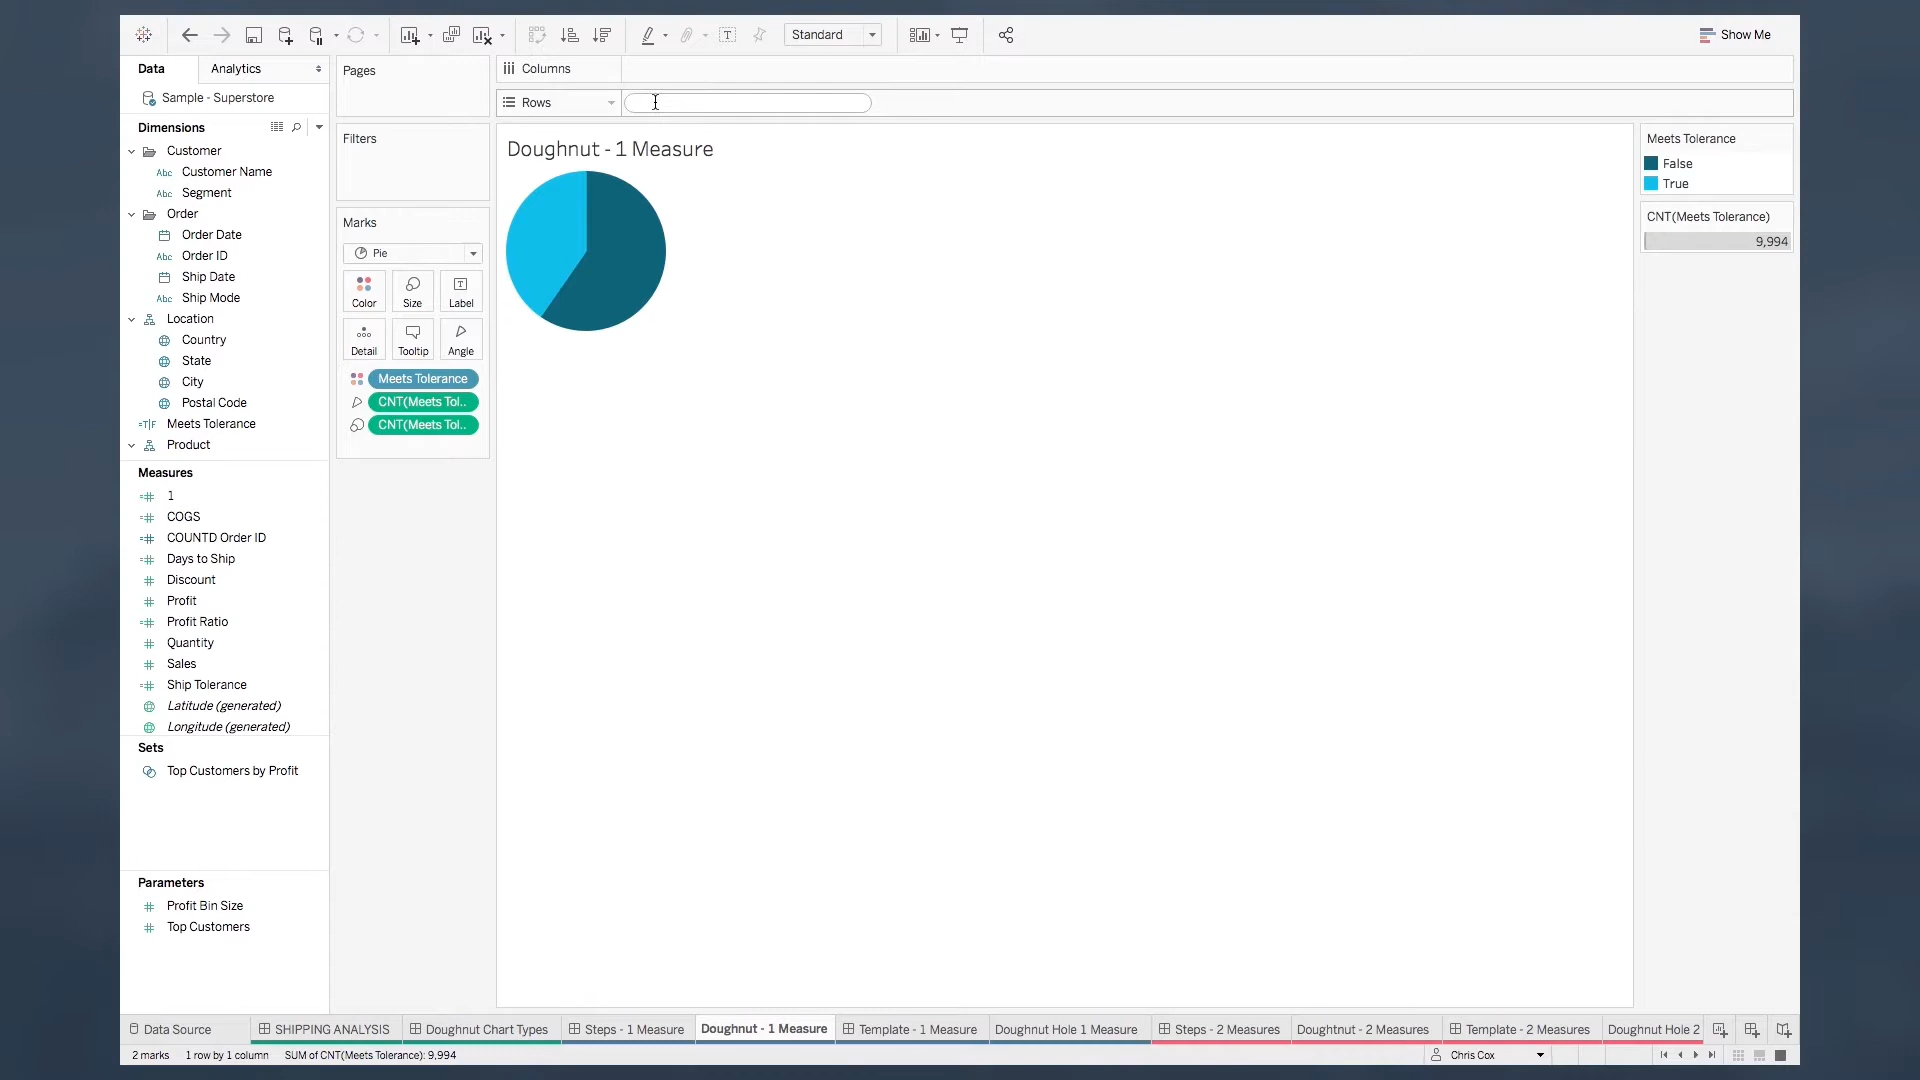 Standard
Show Me
Data
Analytics
Pages
Columns
Sample - Superstore
Rows
Dimensions
Customer
Abc Customer Name
Abc Segment
Order
Order Date
Abc Order ID
Ship Date
Abc Ship Mode
Location
Country
State
City
Postal Code
=T|F Meets Tolerance
Product
Measures
=# 1
=# COGS
=# COUNTD Order ID
=# Days to Ship
# Discount
# Profit
=# Profit Ratio
# Quantity
# Sales
=# Ship Tolerance
Latitude (generated)
Longitude (generated)
Sets
Top Customers by Profit
Parameters
# Profit Bin Size
# Top Customers
Filters
Marks
Pie
Color
Size
Label
Detail
Tooltip
Angle
Meets Tolerance
CNT(Meets Tol..
CNT(Meets Tol..
Doughnut - 1 Measure
Meets Tolerance
False
True
CNT(Meets Tolerance)
9,994
Data Source
SHIPPING ANALYSIS
Doughnut Chart Types
Steps - 1 Measure
Doughnut - 1 Measure
Template - 1 Measure
Doughnut Hole 1 Measure
Steps - 2 Measures
Doughtnut - 2 Measures
Template - 2 Measures
Doughnut Hole 2
2 marks
1 row by 1 column
SUM of CNT(Meets Tolerance): 9,994
Chris Cox